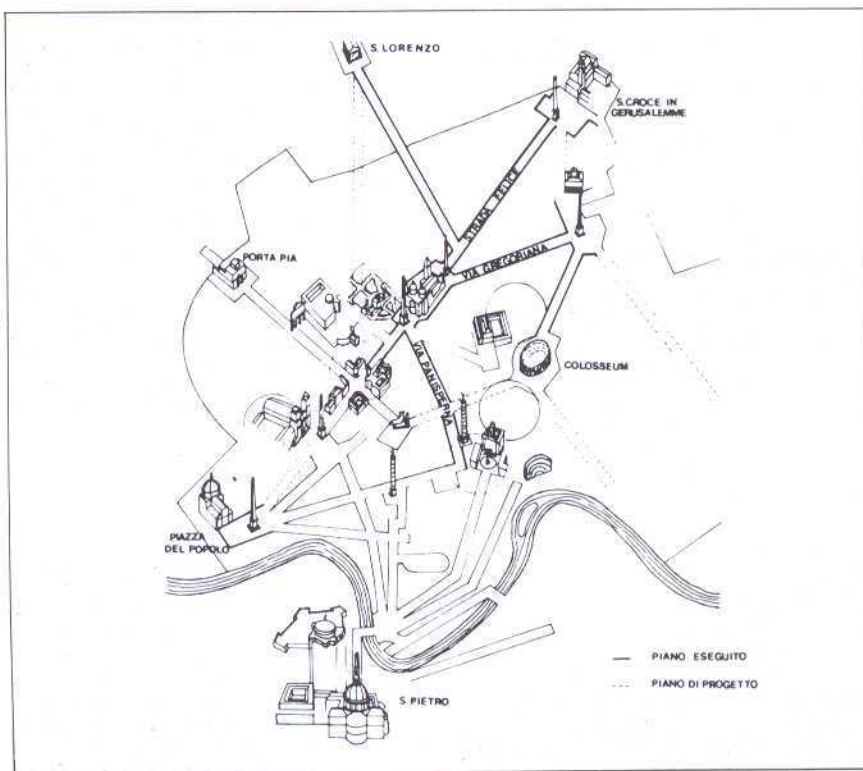 S. LORENZO
S. CROCE IN
GERUSALEMME
STRADA FELICE
PORTA PIA
VIA GREGORIANA
VIA PANISPERNA
COLOSSEUM
PIAZZA
DEL POPOLO
PIANO ESEGUITO
PIANO DI PROGETTO
S. PIETRO